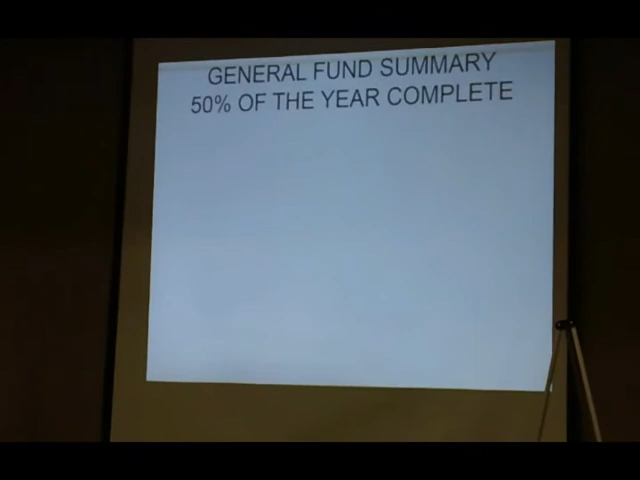 GENERAL FUND SUMMARY
50% OF THE YEAR COMPLETE